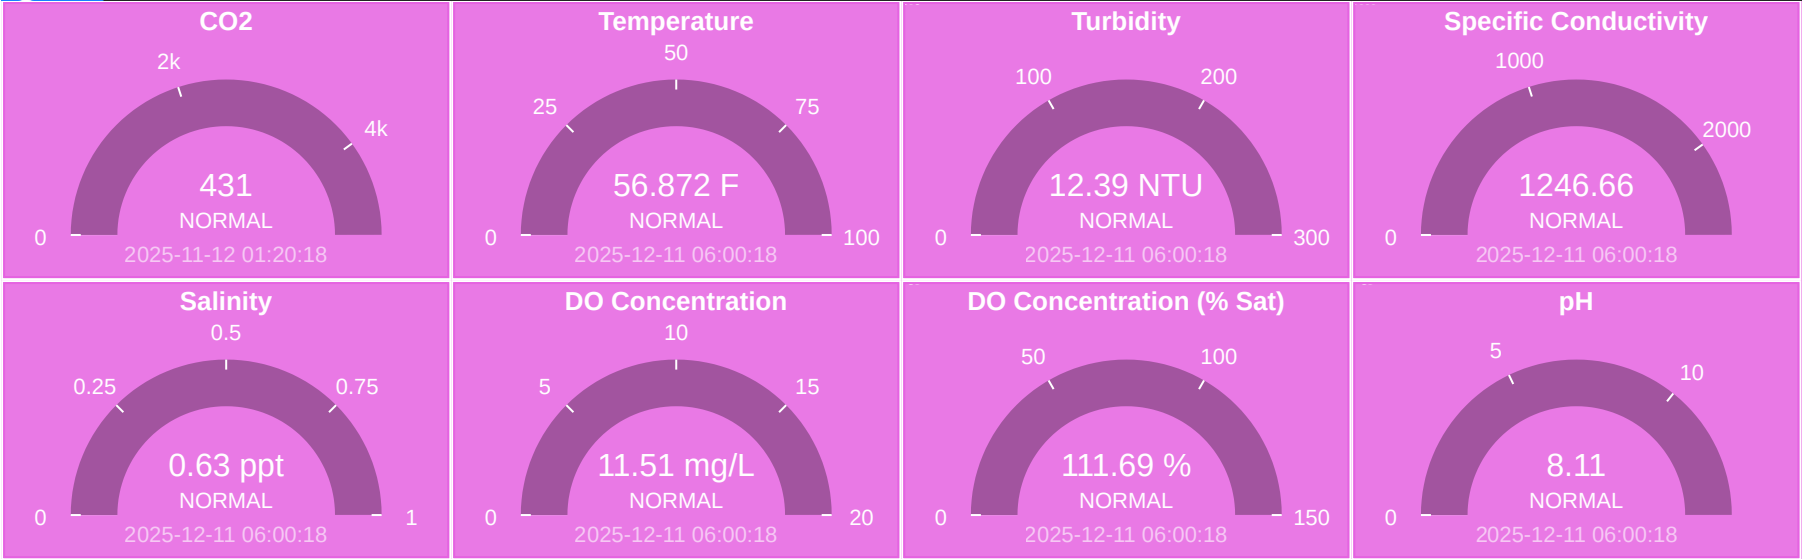 CO2
2k
4k
0
431
NORMAL
2025-11-12 01:20:18
Temperature
50
25
75
0
100
56.872 F
NORMAL
2025-12-11 06:00:18
Turbidity
100
200
0
300
12.39 NTU
NORMAL
2025-12-11 06:00:18
Specific Conductivity
1000
2000
0
1246.66
NORMAL
2025-12-11 06:00:18
Salinity
0.5
0.25
0.75
0
1
0.63 ppt
NORMAL
2025-12-11 06:00:18
DO Concentration
10
5
15
0
20
11.51 mg/L
NORMAL
2025-12-11 06:00:18
DO Concentration (% Sat)
50
100
0
150
111.69 %
NORMAL
2025-12-11 06:00:18
pH
5
10
0
8.11
NORMAL
2025-12-11 06:00:18